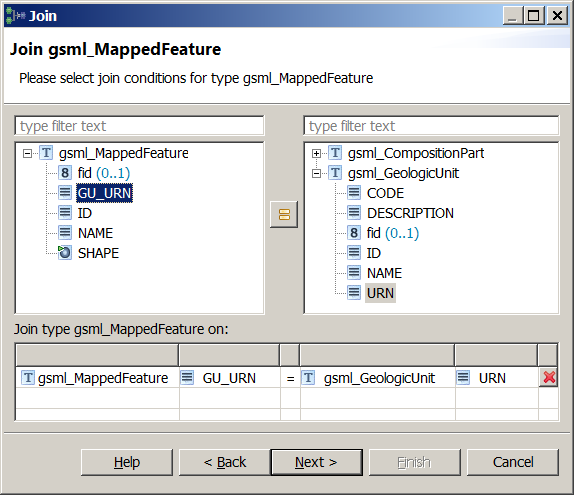 Join
Join gsml_MappedFeature
Please select join conditions for type gsml_MappedFeature
type filter text
type filter text
T gsml_MappedFeature
8 fid (0..1)
GU_URN
ID
NAME
SHAPE
T gsml_CompositionPart
T gsml_GeologicUnit
CODE
DESCRIPTION
8 fid (0..1)
ID
NAME
URN
Join type gsml_MappedFeature on:
T gsml_MappedFeature GU_URN = T gsml_GeologicUnit URN
Help < Back Next > Finish Cancel